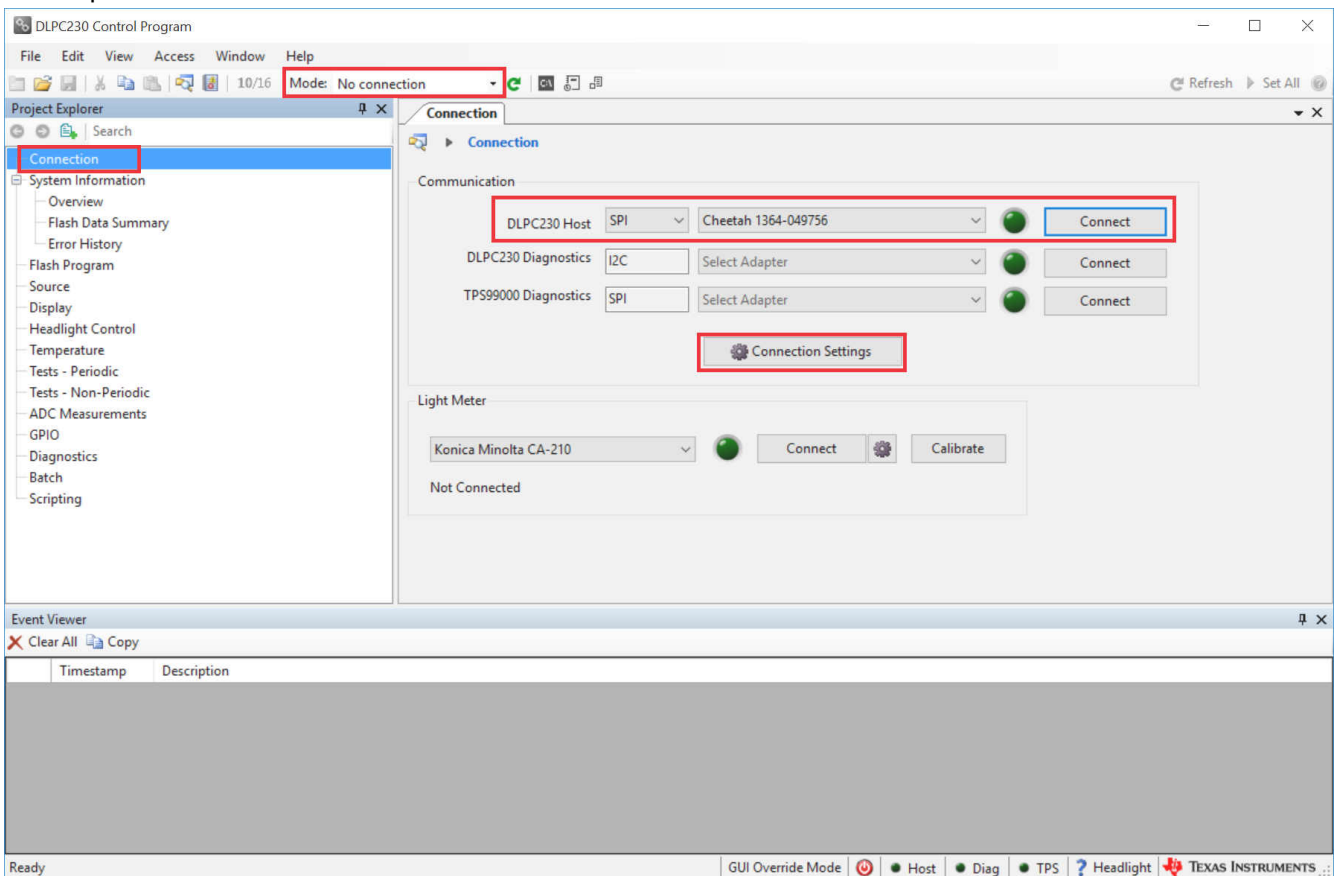 DLPC230 Control Program
File Edit View Access Window Help
10/16 Mode: No connection C:\ Refresh Set All
Project Explorer
Search
Connection
System Information
Overview
Flash Data Summary
Error History
Flash Program
Source
Display
Headlight Control
Temperature
Tests - Periodic
Tests - Non-Periodic
ADC Measurements
GPIO
Diagnostics
Batch
Scripting
Connection
Connection
Communication
DLPC230 Host SPI Cheetah 1364-049756 Connect
DLPC230 Diagnostics I2C Select Adapter Connect
TPS99000 Diagnostics SPI Select Adapter Connect
Connection Settings
Light Meter
Konica Minolta CA-210 Connect Calibrate
Not Connected
Event Viewer
Clear All Copy
Timestamp Description
Ready GUI Override Mode Host Diag TPS ? Headlight TEXAS INSTRUMENTS